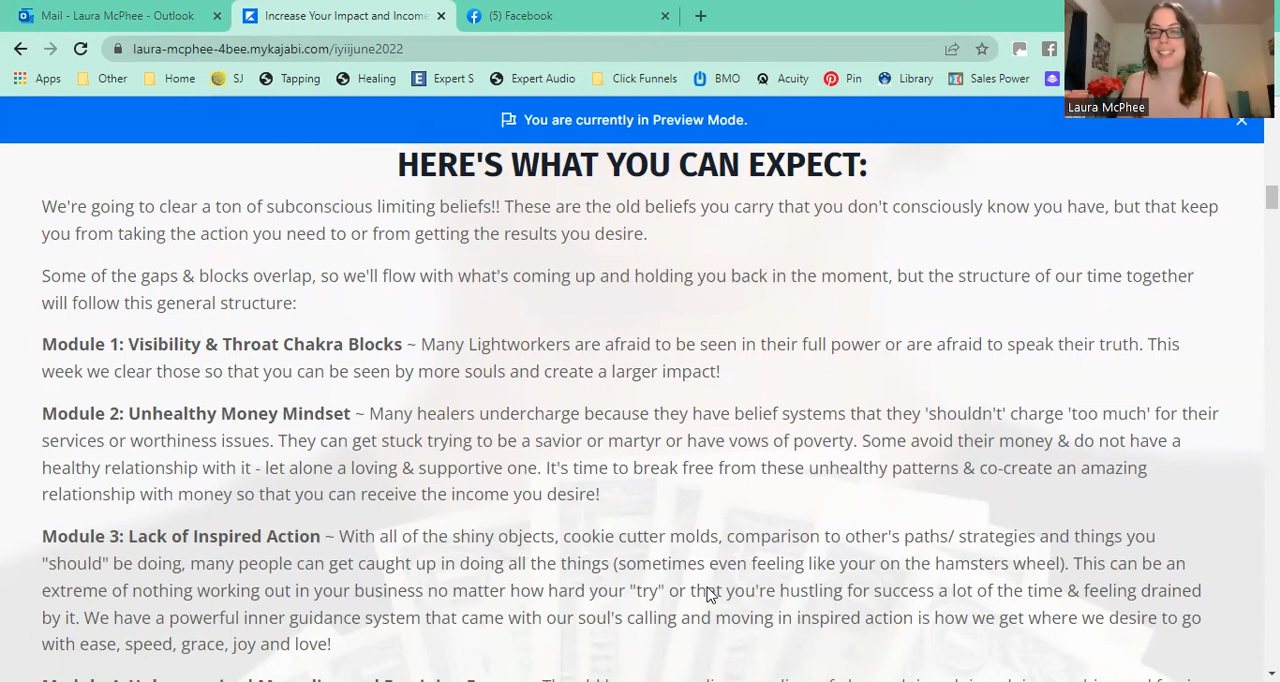 Mail - Laura McPhee - Outlook
Increase Your Impact and Income
(5) Facebook
laura-mcphee-4bee.mykajabi.com/iyiijune2022
Apps Other Home SJ Tapping Healing Expert S Expert Audio Click Funnels BMO Acuity Pin Library Sales Power
Laura McPhee
You are currently in Preview Mode.
HERE'S WHAT YOU CAN EXPECT:
We're going to clear a ton of subconscious limiting beliefs!! These are the old beliefs you carry that you don't consciously know you have, but that keep
you from taking the action you need to or from getting the results you desire.
Some of the gaps & blocks overlap, so we'll flow with what's coming up and holding you back in the moment, but the structure of our time together
will follow this general structure:
Module 1: Visibility & Throat Chakra Blocks ~ Many Lightworkers are afraid to be seen in their full power or are afraid to speak their truth. This
week we clear those so that you can be seen by more souls and create a larger impact!
Module 2: Unhealthy Money Mindset ~ Many healers undercharge because they have belief systems that they 'shouldn't' charge 'too much' for their
services or worthiness issues. They can get stuck trying to be a savior or martyr or have vows of poverty. Some avoid their money & do not have a
healthy relationship with it - let alone a loving & supportive one. It's time to break free from these unhealthy patterns & co-create an amazing
relationship with money so that you can receive the income you desire!
Module 3: Lack of Inspired Action ~ With all of the shiny objects, cookie cutter molds, comparison to other's paths/ strategies and things you
"should" be doing, many people can get caught up in doing all the things (sometimes even feeling like your on the hamsters wheel). This can be an
extreme of nothing working out in your business no matter how hard your "try" or that you're hustling for success a lot of the time & feeling drained
by it. We have a powerful inner guidance system that came with our soul's calling and moving in inspired action is how we get where we desire to go
with ease, speed, grace, joy and love!